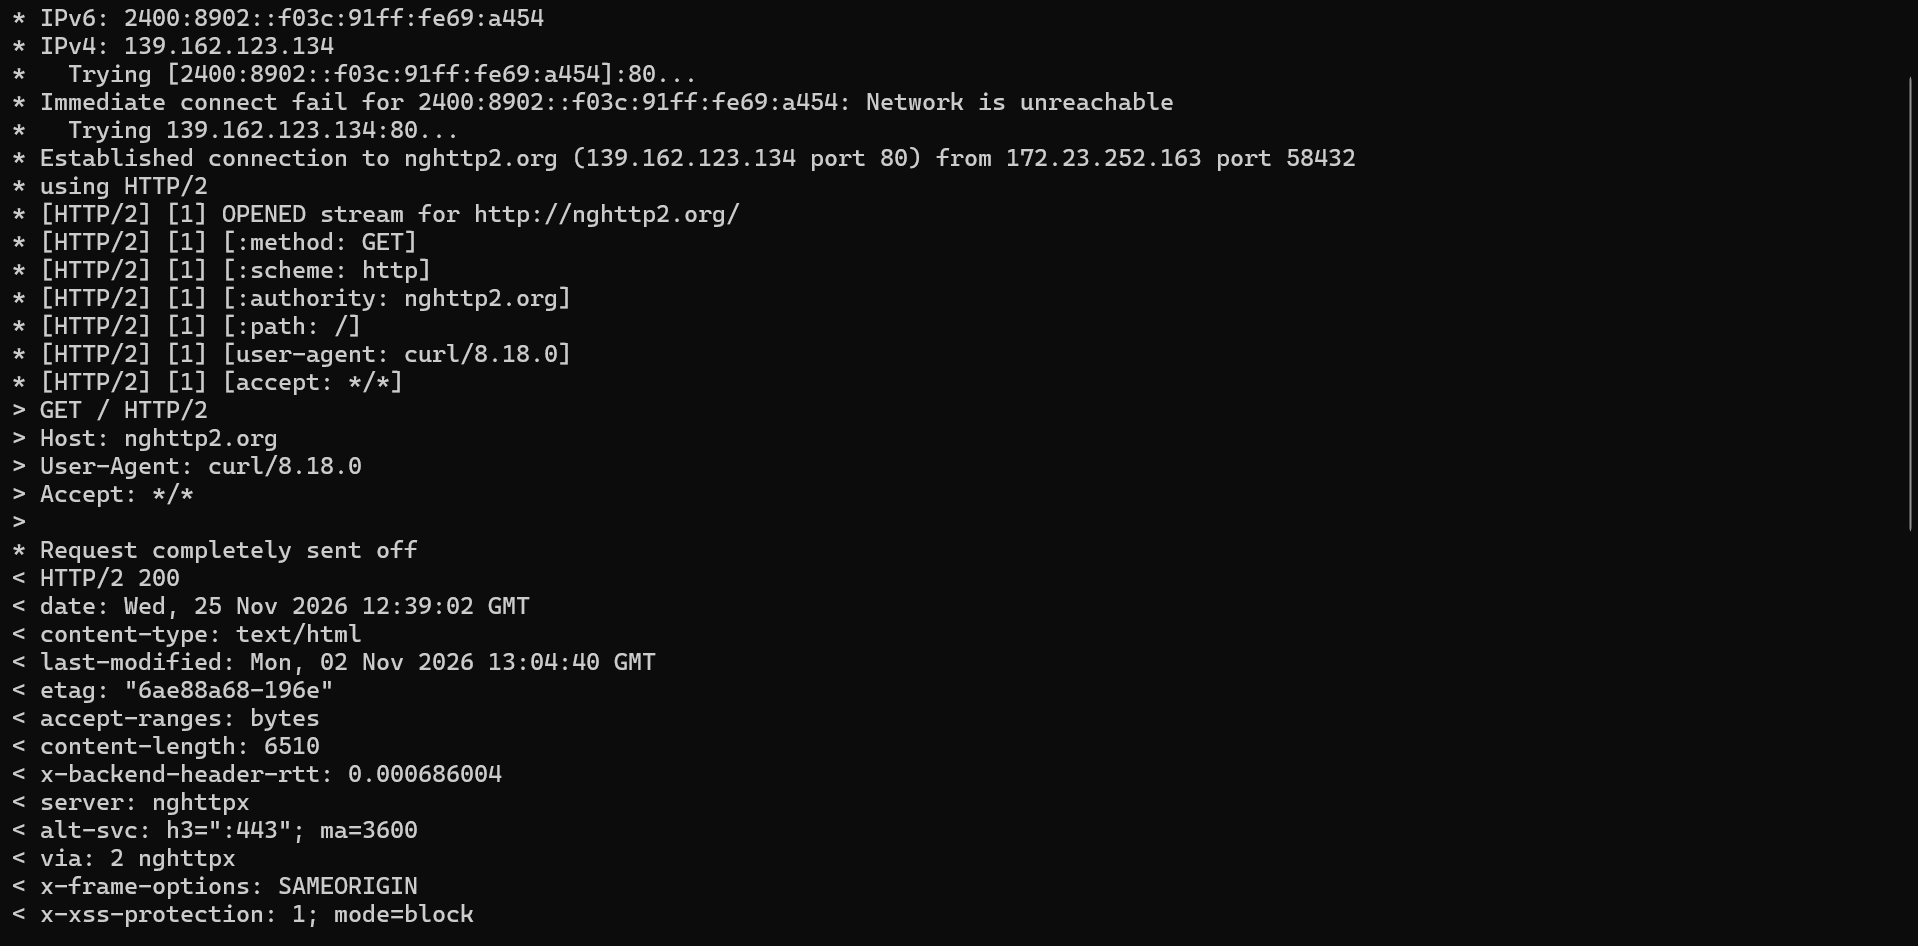 * IPv6: 2400:8902::f03c:91ff:fe69:a454
* IPv4: 139.162.123.134
*   Trying [2400:8902::f03c:91ff:fe69:a454]:80...
* Immediate connect fail for 2400:8902::f03c:91ff:fe69:a454: Network is unreachable
*   Trying 139.162.123.134:80...
* Established connection to nghttp2.org (139.162.123.134 port 80) from 172.23.252.163 port 58432
* using HTTP/2
* [HTTP/2] [1] OPENED stream for http://nghttp2.org/
* [HTTP/2] [1] [:method: GET]
* [HTTP/2] [1] [:scheme: http]
* [HTTP/2] [1] [:authority: nghttp2.org]
* [HTTP/2] [1] [:path: /]
* [HTTP/2] [1] [user-agent: curl/8.18.0]
* [HTTP/2] [1] [accept: */*]
> GET / HTTP/2
> Host: nghttp2.org
> User-Agent: curl/8.18.0
> Accept: */*
>
* Request completely sent off
< HTTP/2 200
< date: Wed, 25 Nov 2026 12:39:02 GMT
< content-type: text/html
< last-modified: Mon, 02 Nov 2026 13:04:40 GMT
< etag: "6ae88a68-196e"
< accept-ranges: bytes
< content-length: 6510
< x-backend-header-rtt: 0.000686004
< server: nghttpx
< alt-svc: h3=":443"; ma=3600
< via: 2 nghttpx
< x-frame-options: SAMEORIGIN
< x-xss-protection: 1; mode=block